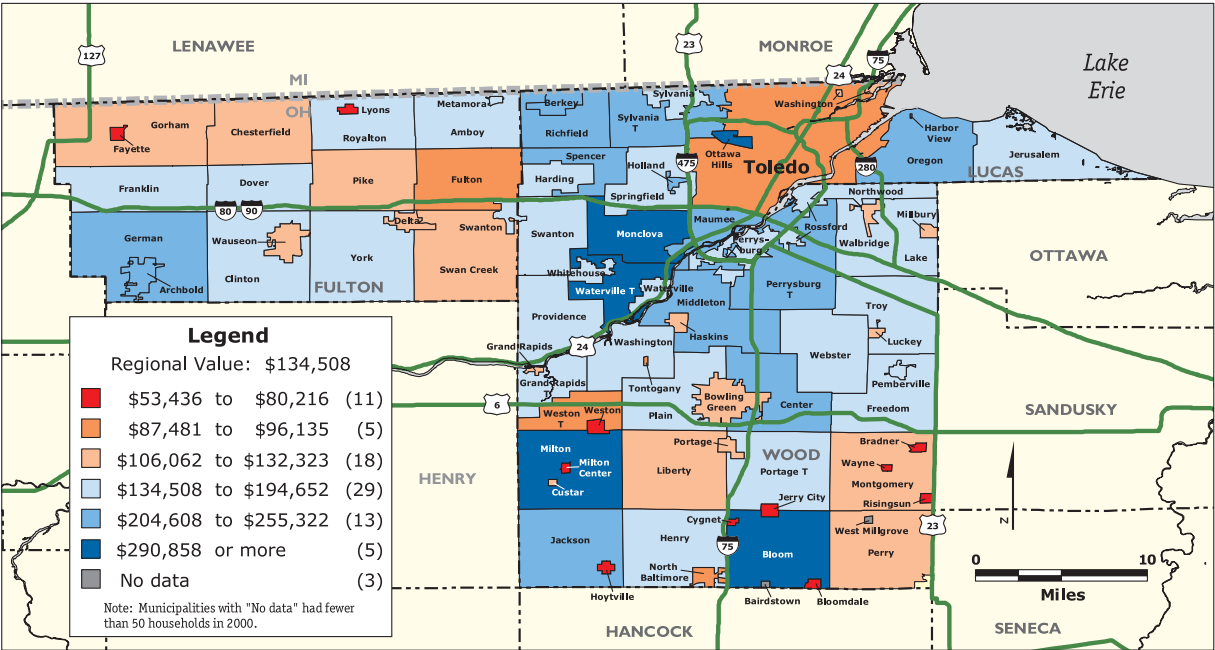 LENAWEE
MONROE
Lake
Erie
127
23
24
75
MI
OH
Gorham
Fayette
Chesterfield
Lyons
Royalton
Metamora
Amboy
Berkey
Richfield
Sylvania
Sylvania
T
Washington
Ottawa
Hills
Toledo
Harbor
View
Oregon
Jerusalem
LUCAS
475
280
Franklin
Dover
Pike
Fulton
Spencer
Harding
Holland
Springfield
Northwood
80
90
German
Archbold
Wauseon
Clinton
York
Delta
Swanton
Swan Creek
FULTON
Swanton
Monclova
Maumee
Perrys-
burg
Rossford
Walbridge
Millbury
Lake
OTTAWA
Whitehouse
Waterville T
Waterville
Middleton
Perrysburg
T
Troy
Providence
Haskins
Luckey
Legend
Regional Value: $134,508
$53,436 to $80,216 (11)
$87,481 to $96,135 (5)
$106,062 to $132,323 (18)
$134,508 to $194,652 (29)
$204,608 to $255,322 (13)
$290,858 or more (5)
No data (3)
Note: Municipalities with "No data" had fewer
than 50 households in 2000.
Grand Rapids
24
Washington
Webster
Grand Rapids
Tontogany
Pemberville
6
Weston
T
Weston
Plain
Bowling
Green
Center
Freedom
SANDUSKY
HENRY
Milton
Milton
Center
Custar
Liberty
Portage
WOOD
Portage T
Bradner
Wayne
Montgomery
Risingsun
Jerry City
Cygnet
West Millgrove
23
Jackson
Henry
75
Bloom
Perry
Hoytville
North
Baltimore
Bairdstown
Bloomdale
N
0
10
Miles
HANCOCK
SENECA